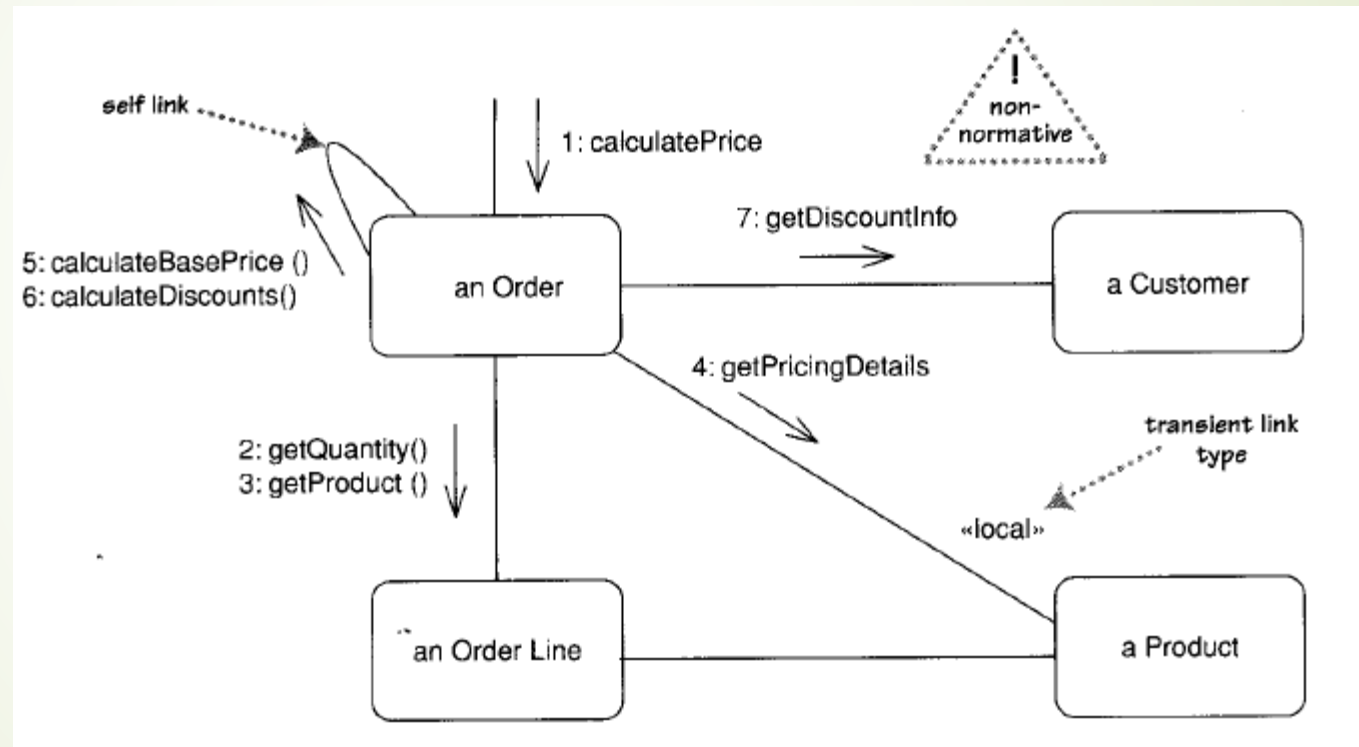 !
non-
normative
self link
1: calculatePrice
7: getDiscountInfo
5: calculateBasePrice ()
6: calculateDiscounts()
an Order
a Customer
4: getPricingDetails
transient link
type
2: getQuantity()
3: getProduct ()
«local»
an Order Line
a Product